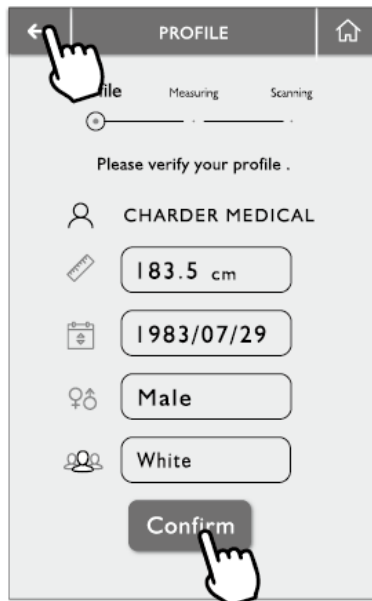 PROFILE
Measuring Scanning
Please verify your profile .
CHARDER MEDICAL
183.5 cm
1983/07/29
Male
White
Confirm